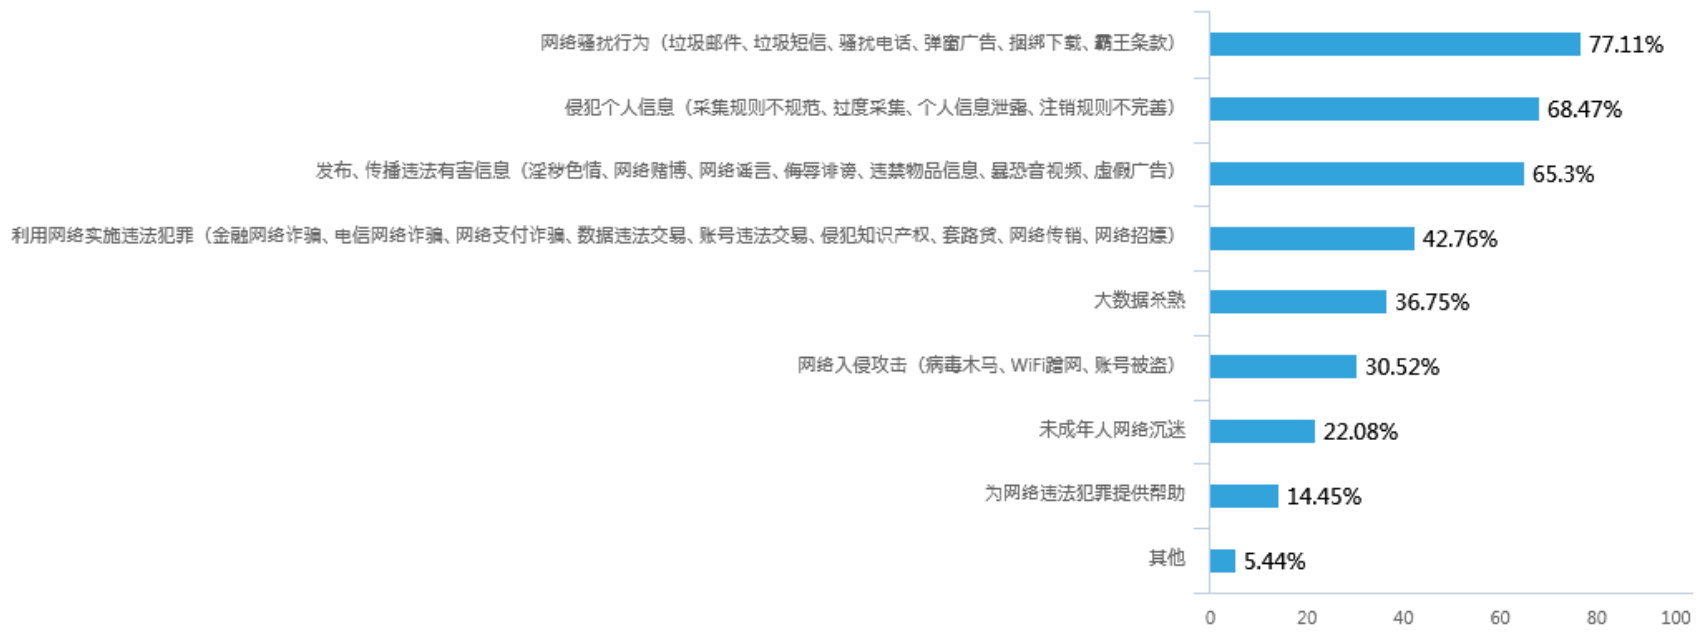 网络骚扰行为（垃圾邮件、垃圾短信、骚扰电话、弹窗广告、捆绑下载、霸王条款） 77.11%
侵犯个人信息（采集规则不规范、过度采集、个人信息泄露、注销规则不完善） 68.47%
发布、传播违法有害信息（淫秽色情、网络赌博、网络谣言、侮辱诽谤、违禁物品信息、暴恐音视频、虚假广告） 65.3%
利用网络实施违法犯罪（金融网络诈骗、电信网络诈骗、网络支付诈骗、数据违法交易、账号违法交易、侵犯知识产权、套路贷、网络传销、网络招嫖） 42.76%
大数据杀熟 36.75%
网络入侵攻击（病毒木马、WiFi蹭网、账号被盗） 30.52%
未成年人网络沉迷 22.08%
为网络违法犯罪提供帮助 14.45%
其他 5.44%
0 20 40 60 80 100